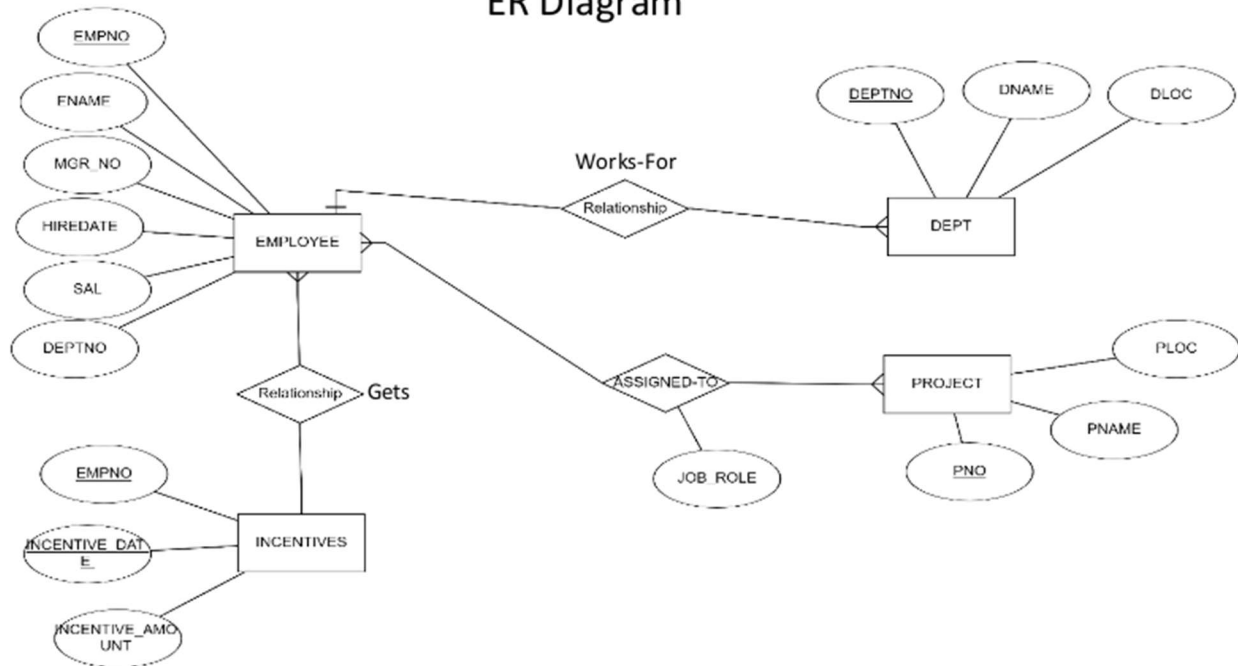 ER Diagram
EMPNO
ENAME
MGR_NO
HIREDATE
SAL
DEPTNO
EMPLOYEE
Works-For
Relationship
DEPTNO
DNAME
DLOC
DEPT
Relationship
Gets
ASSIGNED-TO
JOB_ROLE
PROJECT
PLOC
PNAME
PNO
EMPNO
INCENTIVE_DAT
E
INCENTIVE_AMO
UNT
INCENTIVES